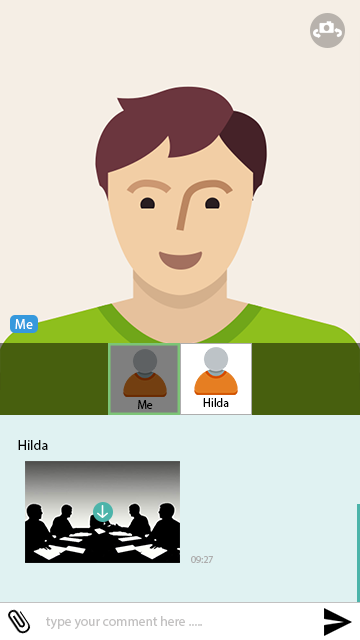 Me
Me
Hilda
Hilda
09:27
type your comment here .....